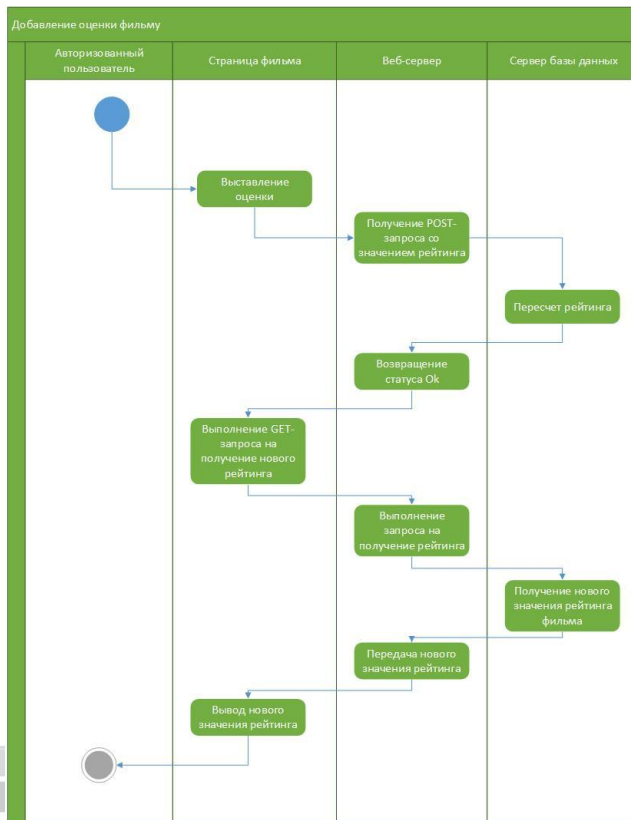 Добавление оценки фильму
Авторизованный
пользователь
Страница фильма
Веб-сервер
Сервер базы данных
Выставление
оценки
Получение POST-
запроса со
значением рейтинга
Пересчет рейтинга
Возвращение
статуса Ok
Выполнение GET-
запроса на
получение нового
рейтинга
Выполнение
запроса на
получение рейтинга
Получение нового
значения рейтинга
фильма
Передача нового
значения рейтинга
Вывод нового
значения рейтинга